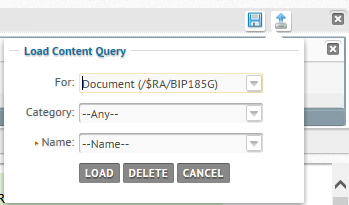 Load Content Query
For: Document (/$RA/BIP185G)
Category: --Any--
Name: --Name--
LOAD DELETE CANCEL
R